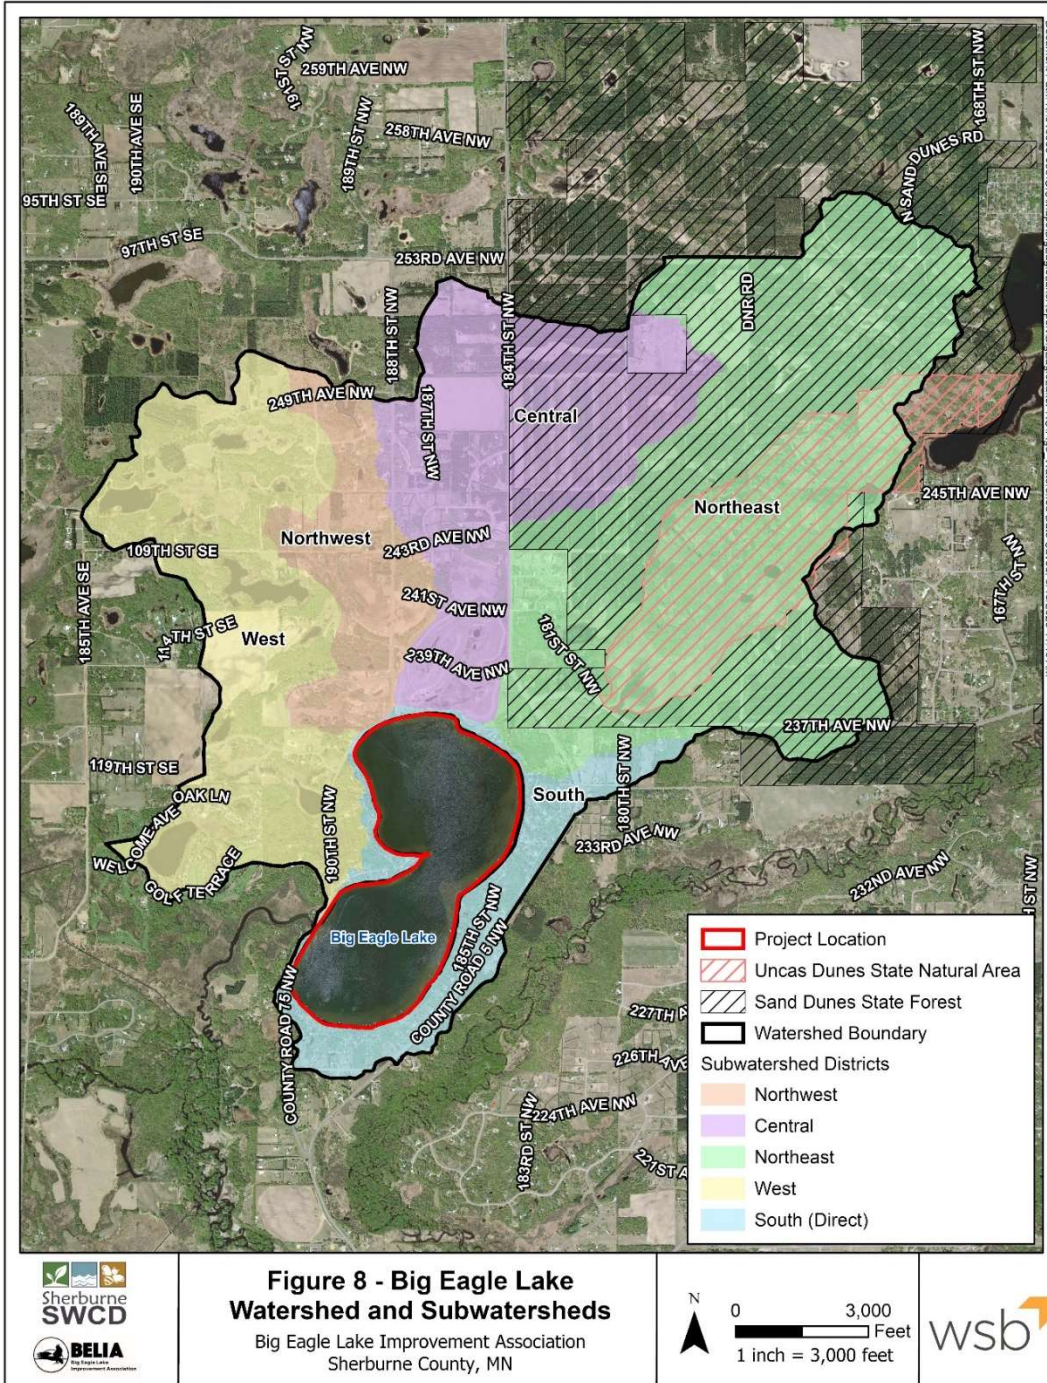 191ST ST NW
259TH AVE NW
168TH ST NW
189TH AVE SE
190TH AVE SE
189TH ST NW
258TH AVE NW
N SAND DUNES RD
95TH ST SE
97TH ST SE
253RD AVE NW
188TH ST NW
184TH ST NW
DNR RD
249TH AVE NW
187TH ST NW
Central
Northeast
245TH AVE NW
Northwest
243RD AVE NW
109TH ST SE
167TH ST NW
185TH AVE SE
114TH ST SE
241ST AVE NW
West
181ST ST NW
239TH AVE NW
237TH AVE NW
119TH ST SE
OAK LN
South
180TH ST NW
190TH ST NW
WELCOME AVE
233RD AVE NW
GOLF TERRACE
232ND AVE NW
ST NW
Big Eagle Lake
185TH ST NW
COUNTY ROAD 5 NW
COUNTY ROAD 75 NW
227TH A
226TH AVE
224TH AVE NW
183RD ST NW
221ST A
Project Location
Uncas Dunes State Natural Area
Sand Dunes State Forest
Watershed Boundary
Subwatershed Districts
Northwest
Central
Northeast
West
South (Direct)
Sherburne
SWCD
BELIA
Big Eagle Lake
Improvement Association
Figure 8 - Big Eagle Lake
Watershed and Subwatersheds
Big Eagle Lake Improvement Association
Sherburne County, MN
N
0 3,000
Feet
1 inch = 3,000 feet
wsb